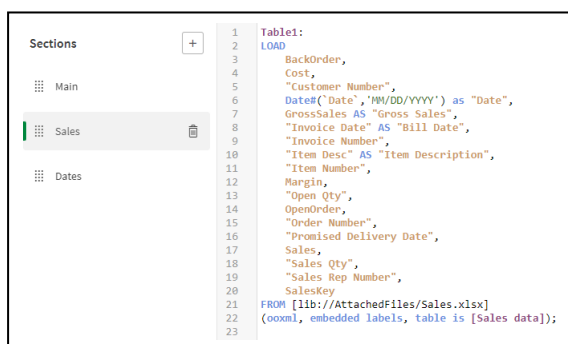 Sections
+
Main
Sales
Dates
1 Table1:
2 LOAD
3 BackOrder,
4 Cost,
5 "Customer Number",
6 Date#(`Date`,'MM/DD/YYYY') as "Date",
7 GrossSales AS "Gross Sales",
8 "Invoice Date" AS "Bill Date",
9 "Invoice Number",
10 "Item Desc" AS "Item Description",
11 "Item Number",
12 Margin,
13 "Open Qty",
14 OpenOrder,
15 "Order Number",
16 "Promised Delivery Date",
17 Sales,
18 "Sales Qty",
19 "Sales Rep Number",
20 SalesKey
21 FROM [lib://AttachedFiles/Sales.xlsx]
22 (ooxml, embedded labels, table is [Sales data]);
23